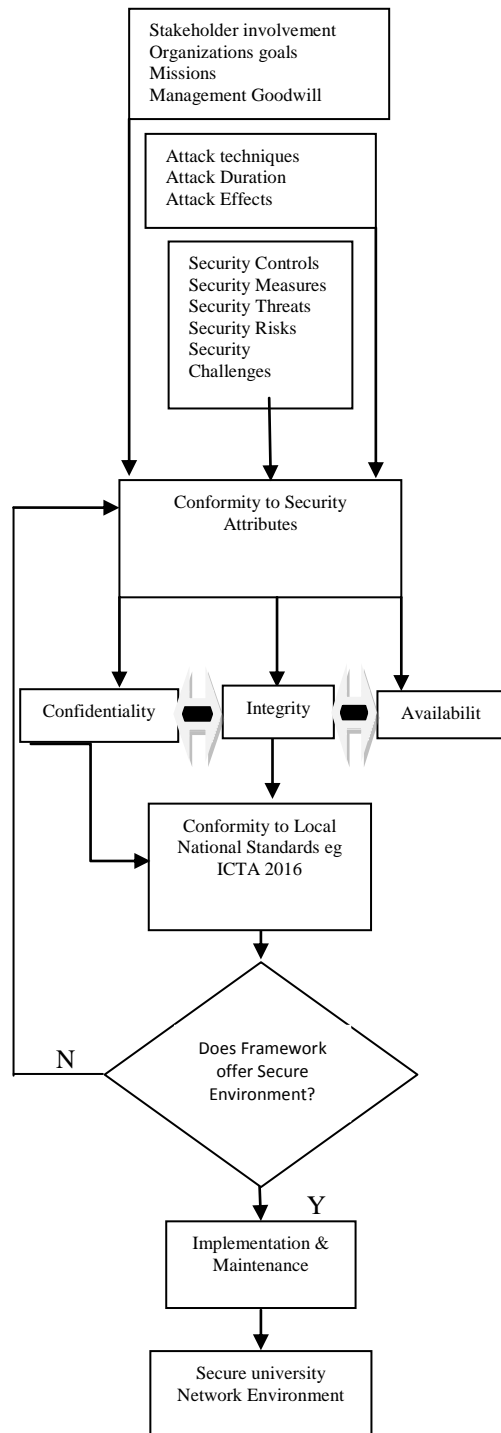 Stakeholder involvement
Organizations goals
Missions
Management Goodwill
Attack techniques
Attack Duration
Attack Effects
Security Controls
Security Measures
Security Threats
Security Risks
Security
Challenges
Conformity to Security
Attributes
Confidentiality
Integrity
Availabilit
Conformity to Local
National Standards eg
ICTA 2016
Does Framework
offer Secure
Environment?
N
Y
Implementation &
Maintenance
Secure university
Network Environment